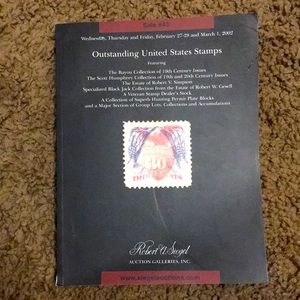 Sale 843
Wednesday, Thursday and Friday, February 27-28 and March 1, 2002
Outstanding United States Stamps
Featuring
The Bayou Collection of 19th Century Issues
The Scott Humphrey Collection of 19th and 20th Century Issues
The Estate of Robert V. Simpson
Specialized Black Jack Collection from the Estate of Robert W. Gesell
A Veteran Stamp Dealer's Stock
A Collection of Superb Hunting Permit Plate Blocks
and a Major Section of Group Lots, Collections and Accumulations
Robert A. Siegel
AUCTION GALLERIES, INC.
www.siegelauctions.com